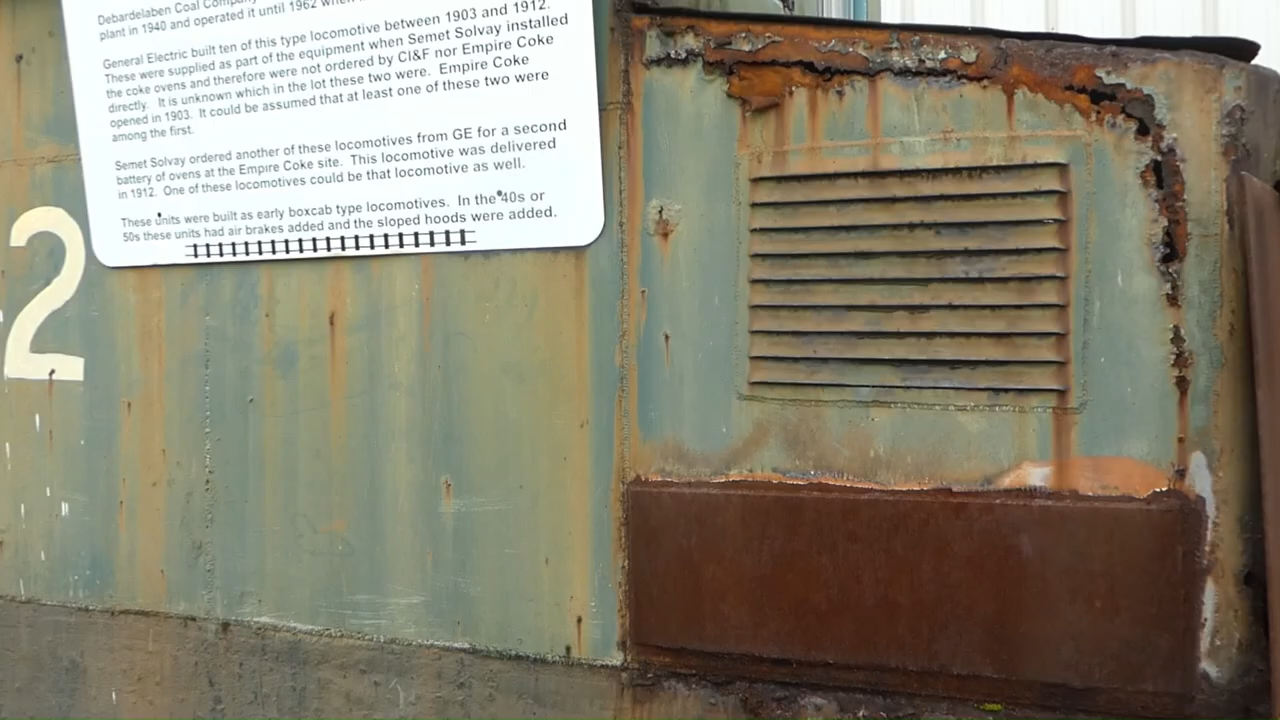 Debardelaben Coal Company
plant in 1940 and operated it until 1962 when
General Electric built ten of this type locomotive between 1903 and 1912.
These were supplied as part of the equipment when Semet Solvay installed
the coke ovens and therefore were not ordered by CI&F nor Empire Coke
directly. It is unknown which in the lot these two were. Empire Coke
opened in 1903. It could be assumed that at least one of these two were
among the first.
Semet Solvay ordered another of these locomotives from GE for a second
battery of ovens at the Empire Coke site. This locomotive was delivered
in 1912. One of these locomotives could be that locomotive as well.
These units were built as early boxcab type locomotives. In the '40s or
50s these units had air brakes added and the sloped hoods were added.
2